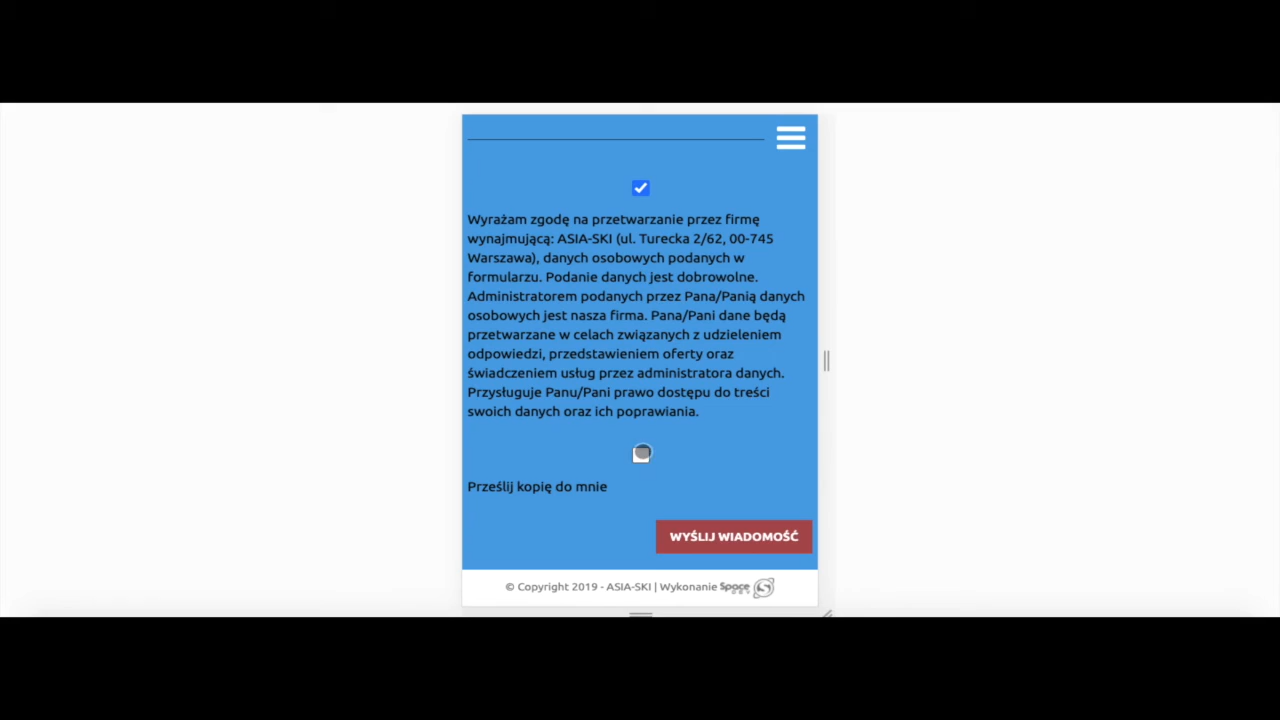 Wyrażam zgodę na przetwarzanie przez firmę
wynajmującą: ASIA-SKI (ul. Turecka 2/62, 00-745
Warszawa), danych osobowych podanych w
formularzu. Podanie danych jest dobrowolne.
Administratorem podanych przez Pana/Panią danych
osobowych jest nasza firma. Pana/Pani dane będą
przetwarzane w celach związanych z udzieleniem
odpowiedzi, przedstawieniem oferty oraz
świadczeniem usług przez administratora danych.
Przysługuje Panu/Pani prawo dostępu do treści
swoich danych oraz ich poprawiania.
Prześlij kopię do mnie
WYŚLIJ WIADOMOŚĆ
© Copyright 2019 - ASIA-SKI | Wykonanie Space